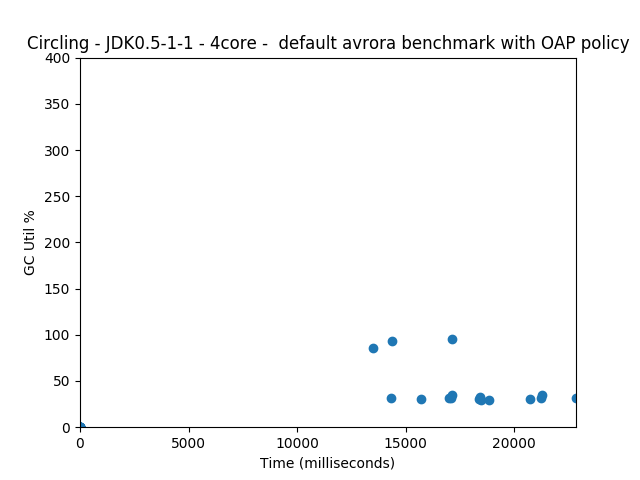 Circling - JDK0.5-1-1 - 4core -  default avrora benchmark with OAP policy
400
350
300
250
200
150
100
50
0
GC Util %
0 5000 10000 15000 20000
Time (milliseconds)